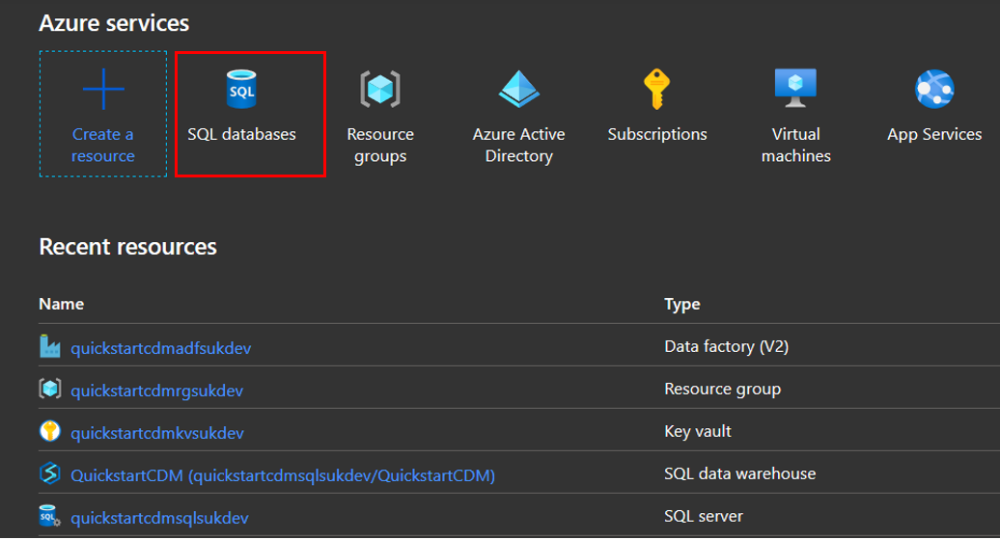 Azure services
Create a resource
SQL
SQL databases
Resource groups
Azure Active Directory
Subscriptions
Virtual machines
App Services
Recent resources
Name Type
quickstartcdmadfsukdev Data factory (V2)
quickstartcdmrgsukdev Resource group
quickstartcdmkvsukdev Key vault
QuickstartCDM (quickstartcdmsqlsukdev/QuickstartCDM) SQL data warehouse
SQL quickstartcdmsqlsukdev SQL server